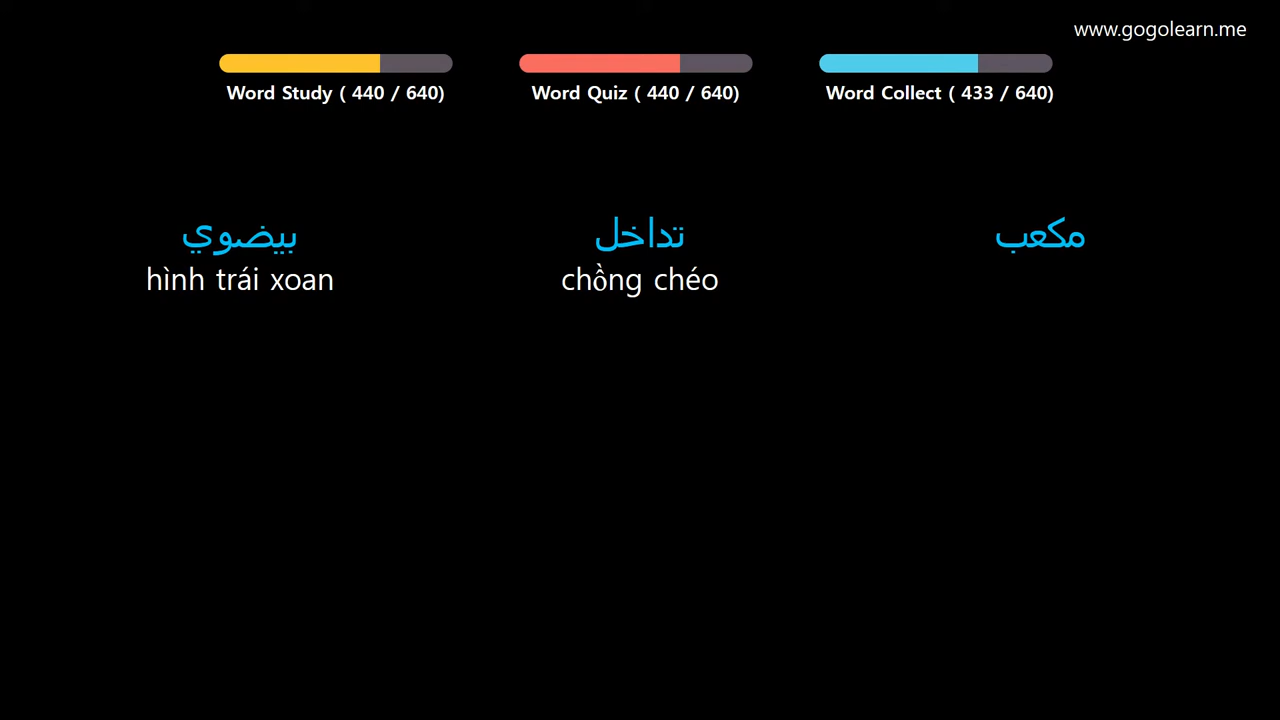 www.gogolearn.me
Word Study ( 440 / 640)
Word Quiz ( 440 / 640)
Word Collect ( 433 / 640)
بيضوي
hình trái xoan
تداخل
chồng chéo
مكعب